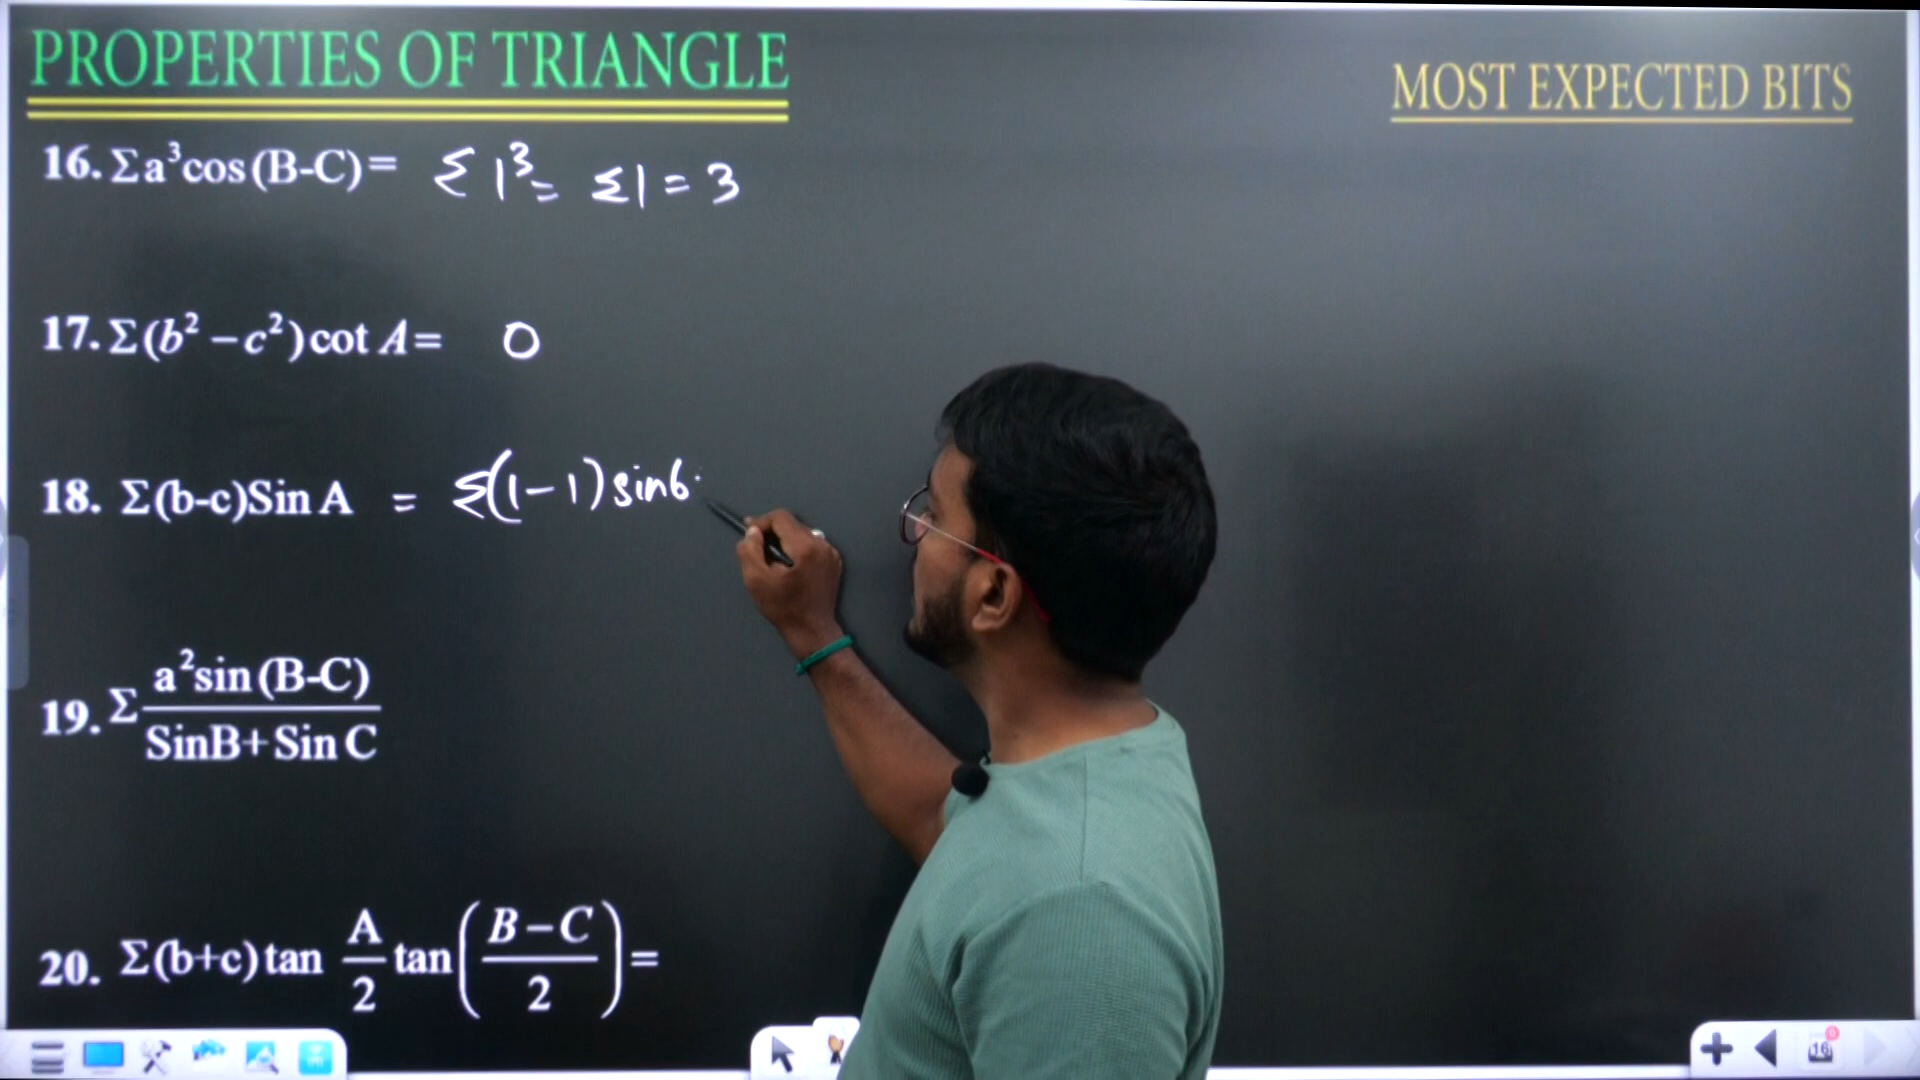 PROPERTIES OF TRIANGLE
MOST EXPECTED BITS
16. Σa³cos(B-C)= Σ1³= Σ1=3
17. Σ(b²-c²)cot A= 0
18. Σ(b-c)Sin A = Σ(1-1)sin6
19. Σ a²sin(B-C)
SinB+Sin C
20. Σ(b+c)tan A/2 tan(B-C/2)=
16